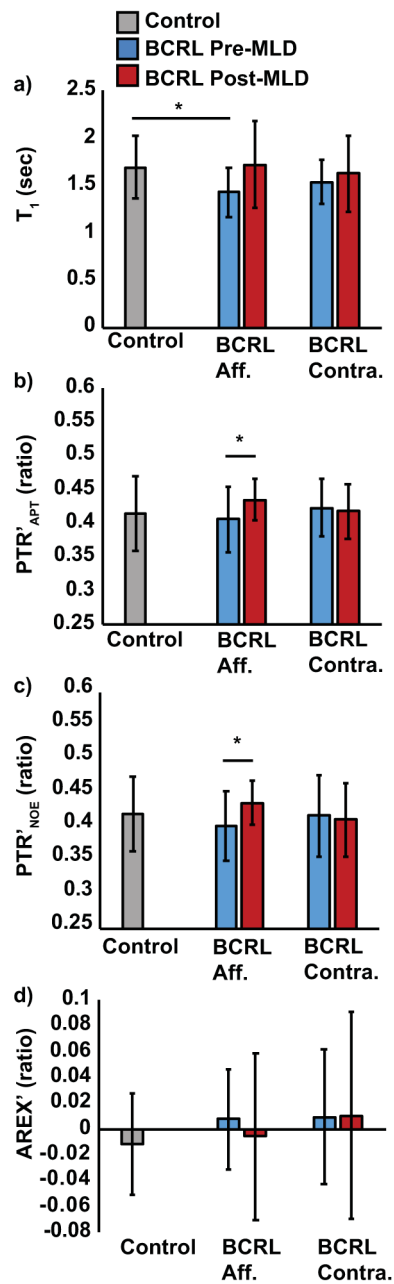 Control
BCRL Pre-MLD
BCRL Post-MLD
a)
T1 (sec)
2.5
2
1.5
1
0.5
0
*
Control
BCRL Aff.
BCRL Contra.
b)
PTR'APT (ratio)
0.6
0.55
0.5
0.45
0.4
0.35
0.3
0.25
*
Control
BCRL Aff.
BCRL Contra.
c)
PTR'NOE (ratio)
0.6
0.55
0.5
0.45
0.4
0.35
0.3
0.25
*
Control
BCRL Aff.
BCRL Contra.
d)
AREX' (ratio)
0.1
0.08
0.06
0.04
0.02
0
-0.02
-0.04
-0.06
-0.08
Control
BCRL Aff.
BCRL Contra.